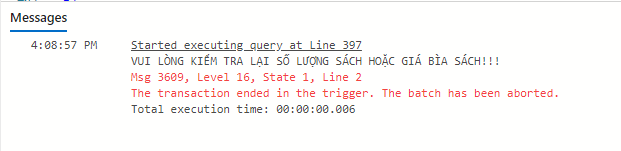 Messages
4:08:57 PM Started executing query at Line 397
VUI LÒNG KIỂM TRA LẠI SỐ LƯỢNG SÁCH HOẶC GIÁ BÌA SÁCH!!!
Msg 3609, Level 16, State 1, Line 2
The transaction ended in the trigger. The batch has been aborted.
Total execution time: 00:00:00.006